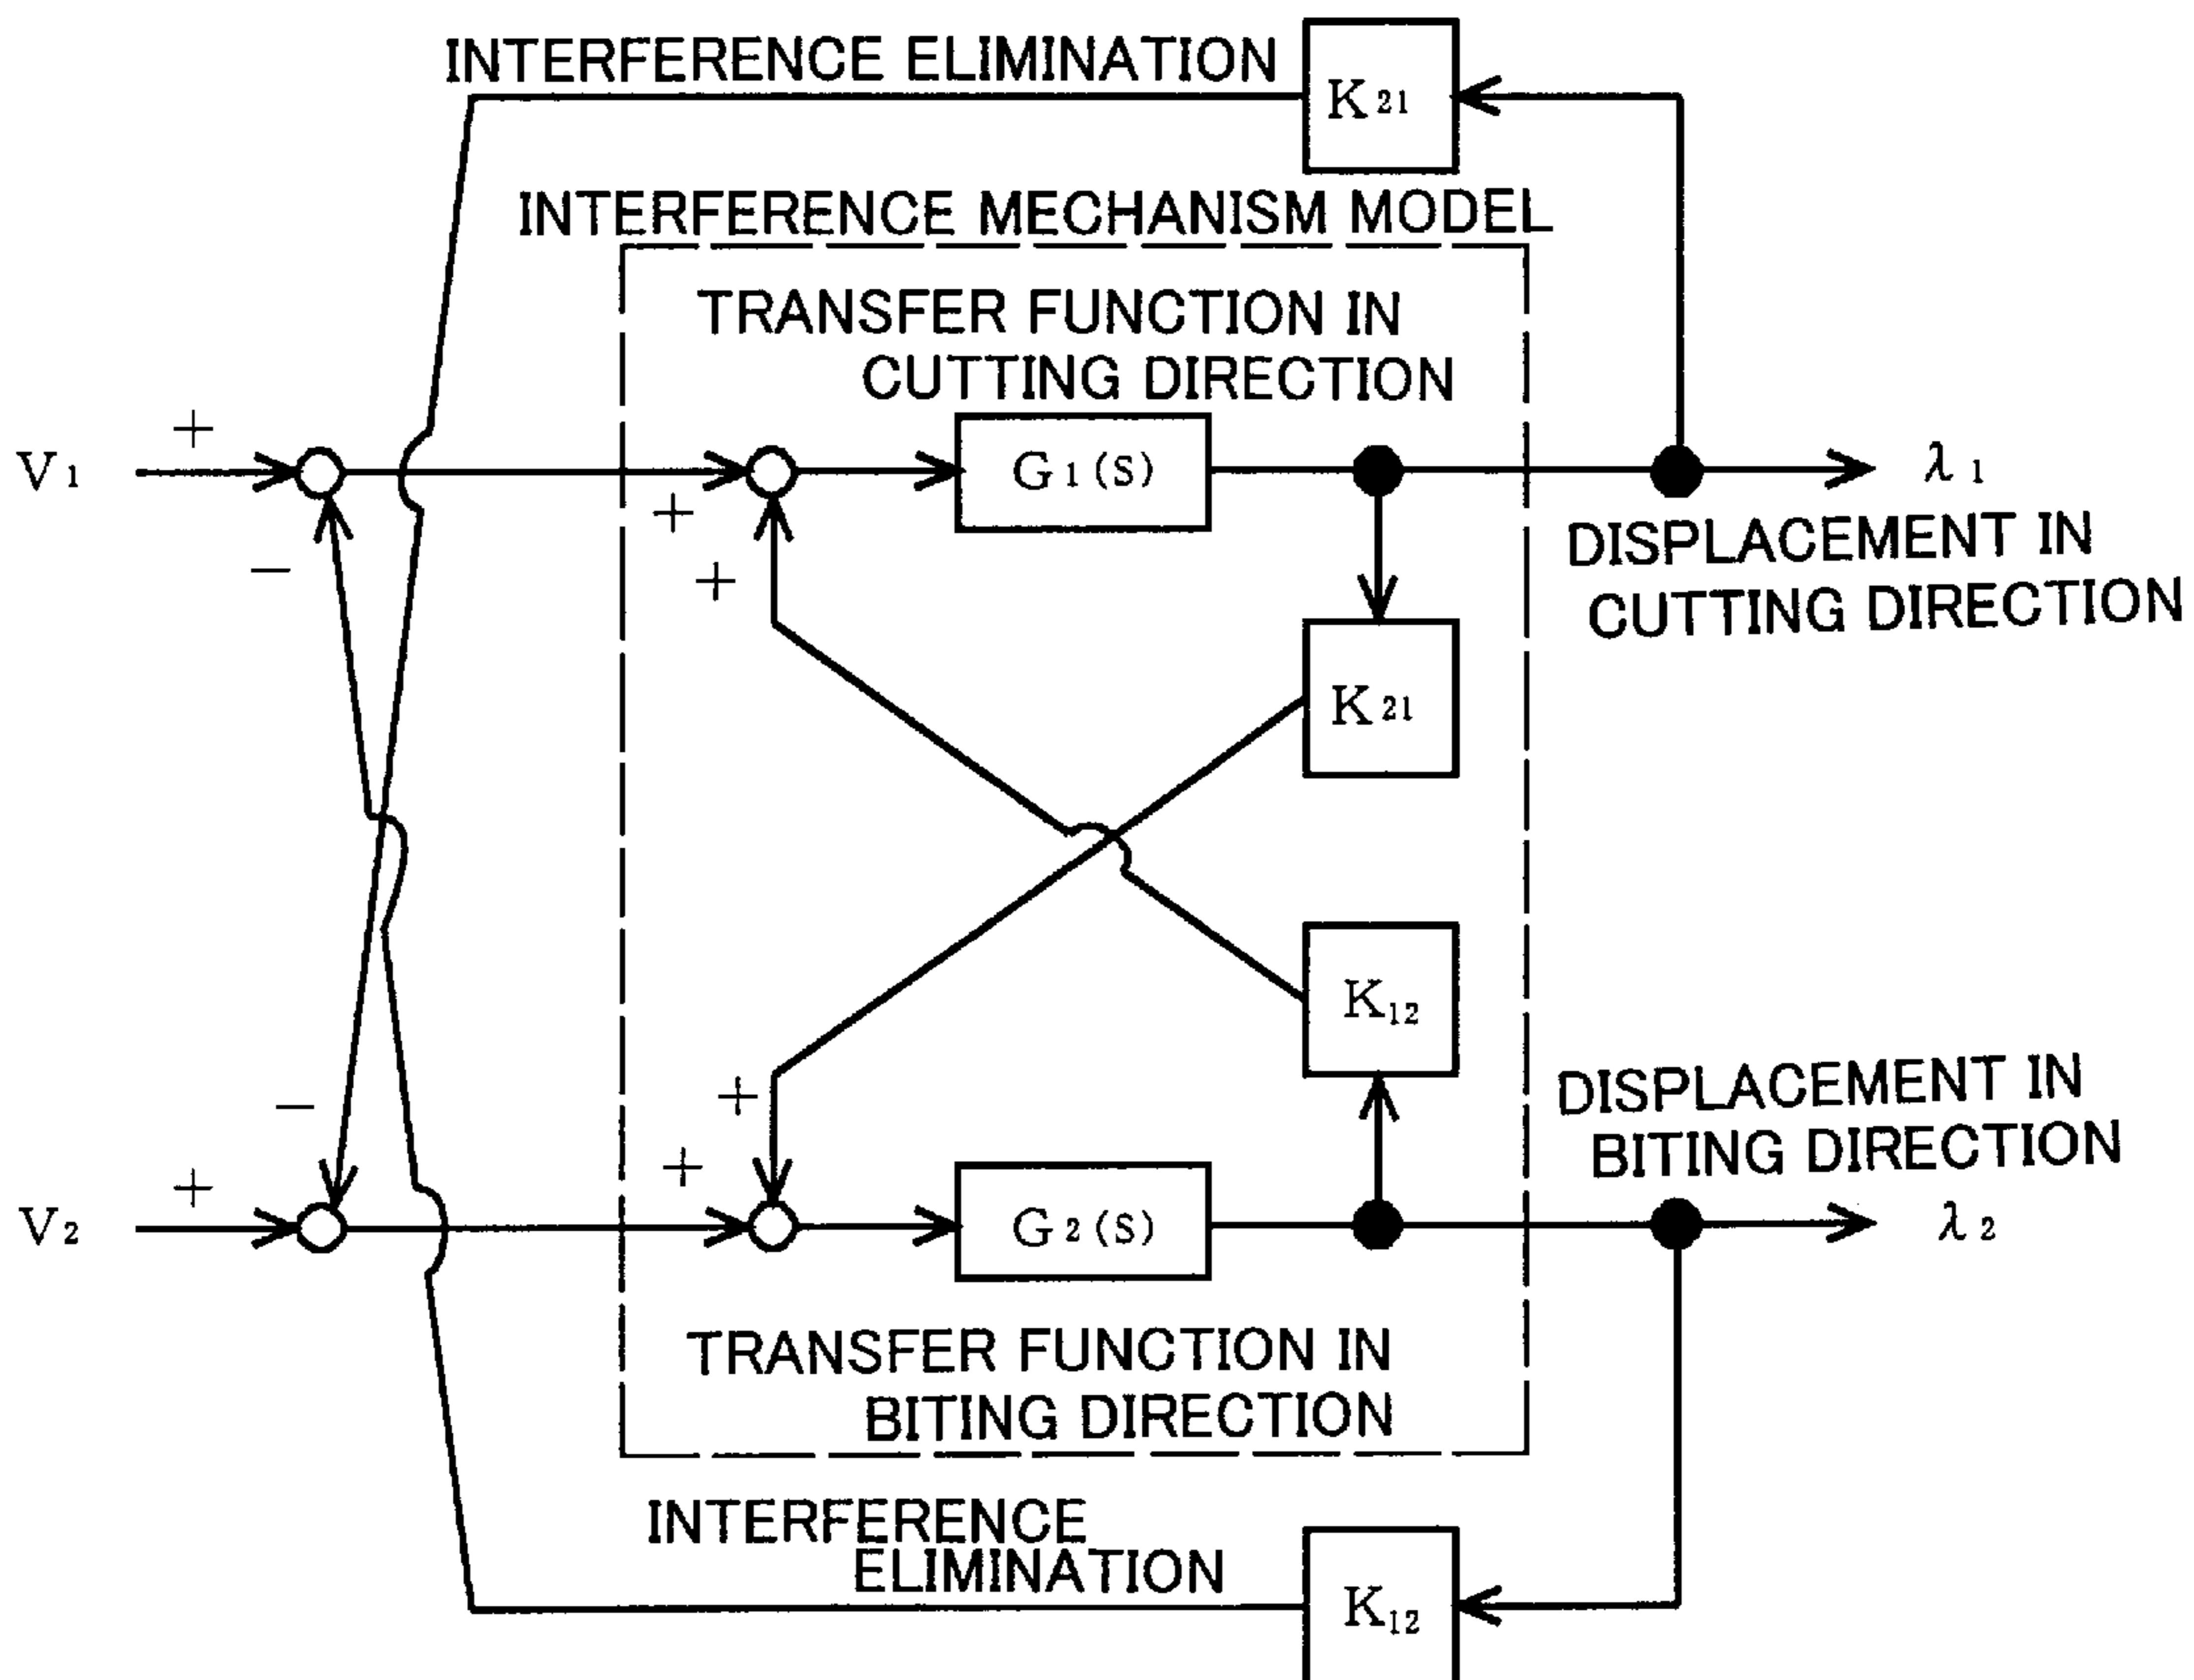 INTERFERENCE ELIMINATION
K21
INTERFERENCE MECHANISM MODEL
TRANSFER FUNCTION IN
CUTTING DIRECTION
+
V1
G1(S)
λ1
+
−
+
DISPLACEMENT IN
CUTTING DIRECTION
K21
K12
DISPLACEMENT IN
BITING DIRECTION
+
−
+
+
V2
G2(S)
λ2
TRANSFER FUNCTION IN
BITING DIRECTION
INTERFERENCE
ELIMINATION
K12